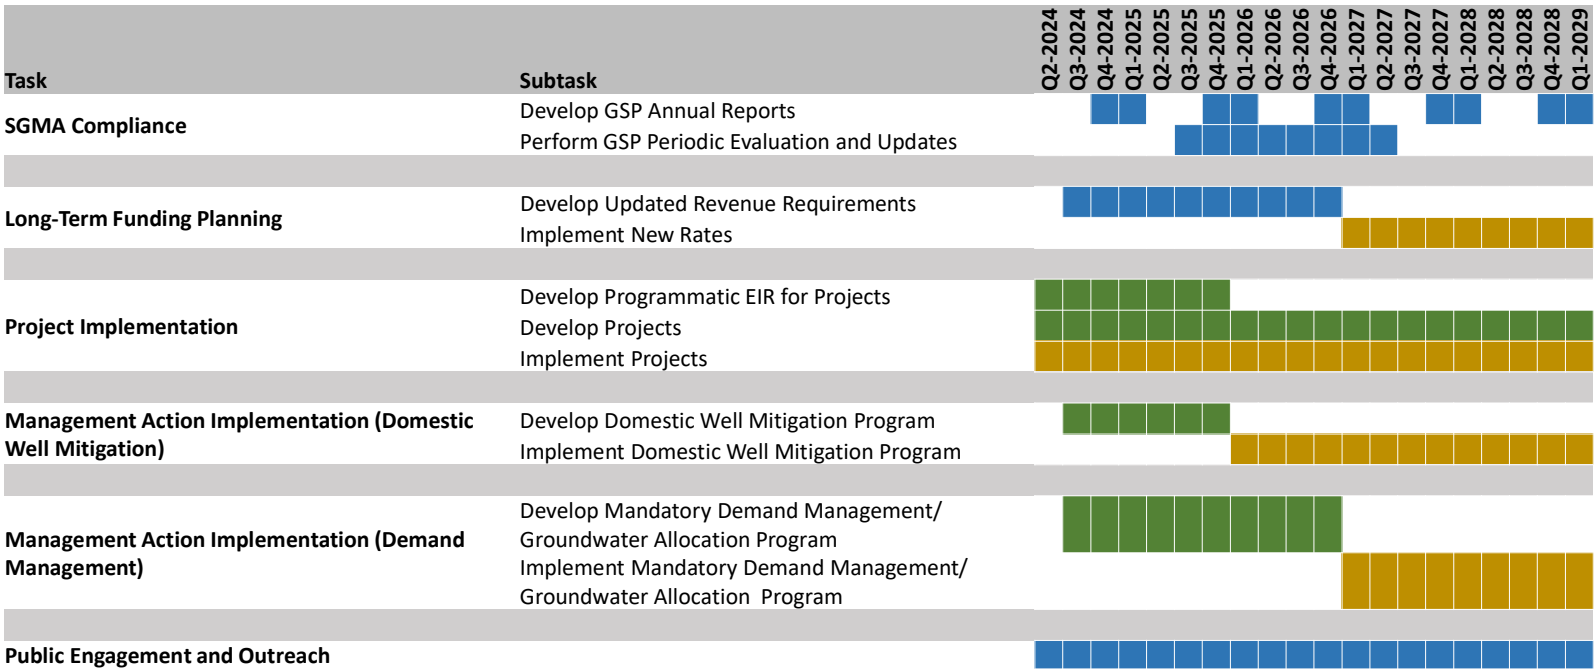 Task
Subtask
Q2-2024
Q3-2024
Q4-2024
Q1-2025
Q2-2025
Q3-2025
Q4-2025
Q1-2026
Q2-2026
Q3-2026
Q4-2026
Q1-2027
Q2-2027
Q3-2027
Q4-2027
Q1-2028
Q2-2028
Q3-2028
Q4-2028
Q1-2029
SGMA Compliance
Develop GSP Annual Reports
Perform GSP Periodic Evaluation and Updates
Long-Term Funding Planning
Develop Updated Revenue Requirements
Implement New Rates
Project Implementation
Develop Programmatic EIR for Projects
Develop Projects
Implement Projects
Management Action Implementation (Domestic
Well Mitigation)
Develop Domestic Well Mitigation Program
Implement Domestic Well Mitigation Program
Management Action Implementation (Demand
Management)
Develop Mandatory Demand Management/
Groundwater Allocation Program
Implement Mandatory Demand Management/
Groundwater Allocation Program
Public Engagement and Outreach